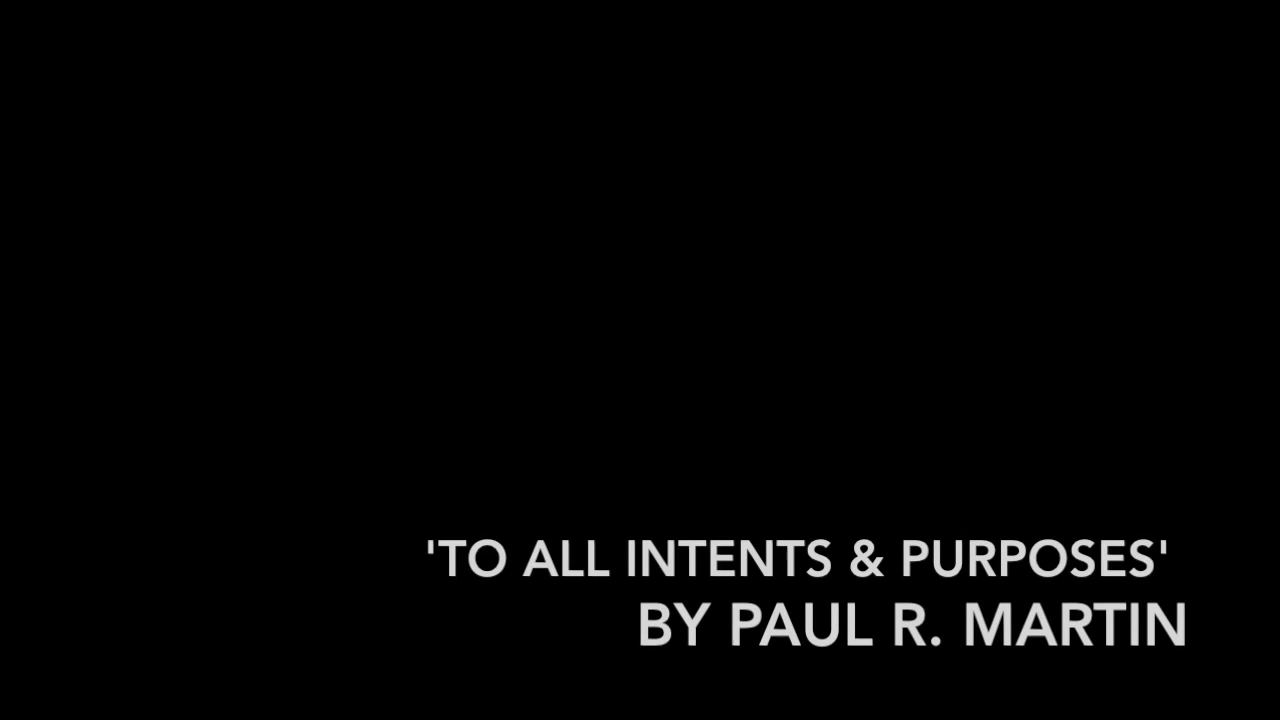 'TO ALL INTENTS & PURPOSES'
BY PAUL R. MARTIN